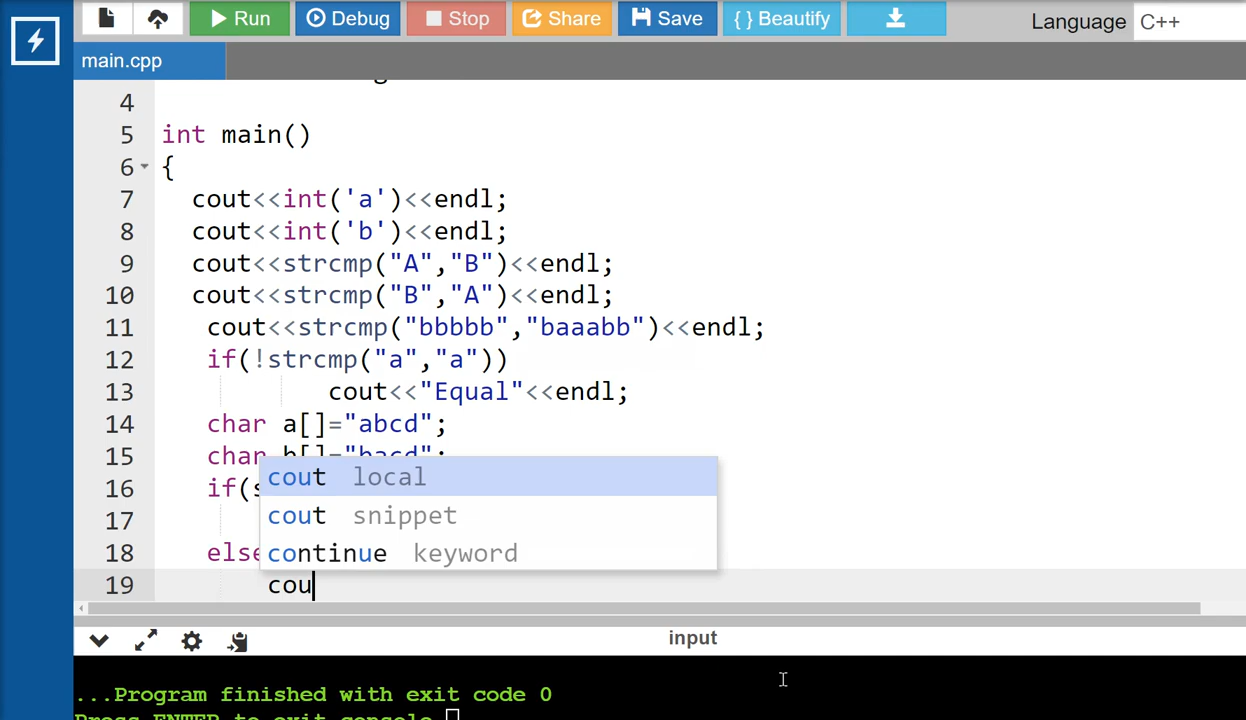 Run Debug Stop Share Save { } Beautify Language C++
main.cpp
4
5 int main()
6 {
7 cout<<int('a')<<endl;
8 cout<<int('b')<<endl;
9 cout<<strcmp("A","B")<<endl;
10 cout<<strcmp("B","A")<<endl;
11 cout<<strcmp("bbbbb","baaabb")<<endl;
12 if(!strcmp("a","a"))
13 cout<<"Equal"<<endl;
14 char a[]="abcd";
15 char b[]="bacd";
cout local
16 if(s
cout snippet
17
18 else
continue keyword
19 cou
input
...Program finished with exit code 0
Press ENTER to exit console.